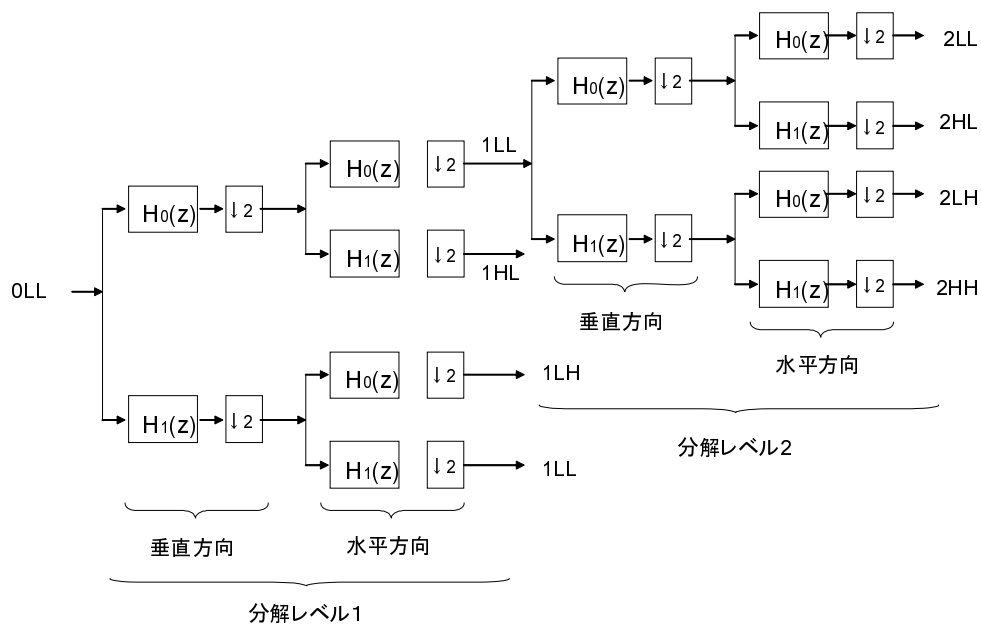 H0(z) ↓2 2LL
H0(z) ↓2
H1(z) ↓2 2HL
H0(z) ↓2 1LL
H0(z) ↓2 2LH
H0(z) ↓2
H1(z) ↓2
H1(z) ↓2 1HL
H1(z) ↓2 2HH
0LL
垂直方向
水平方向
H0(z) ↓2 1LH
H1(z) ↓2
分解レベル2
H1(z) ↓2 1LL
垂直方向
水平方向
分解レベル1